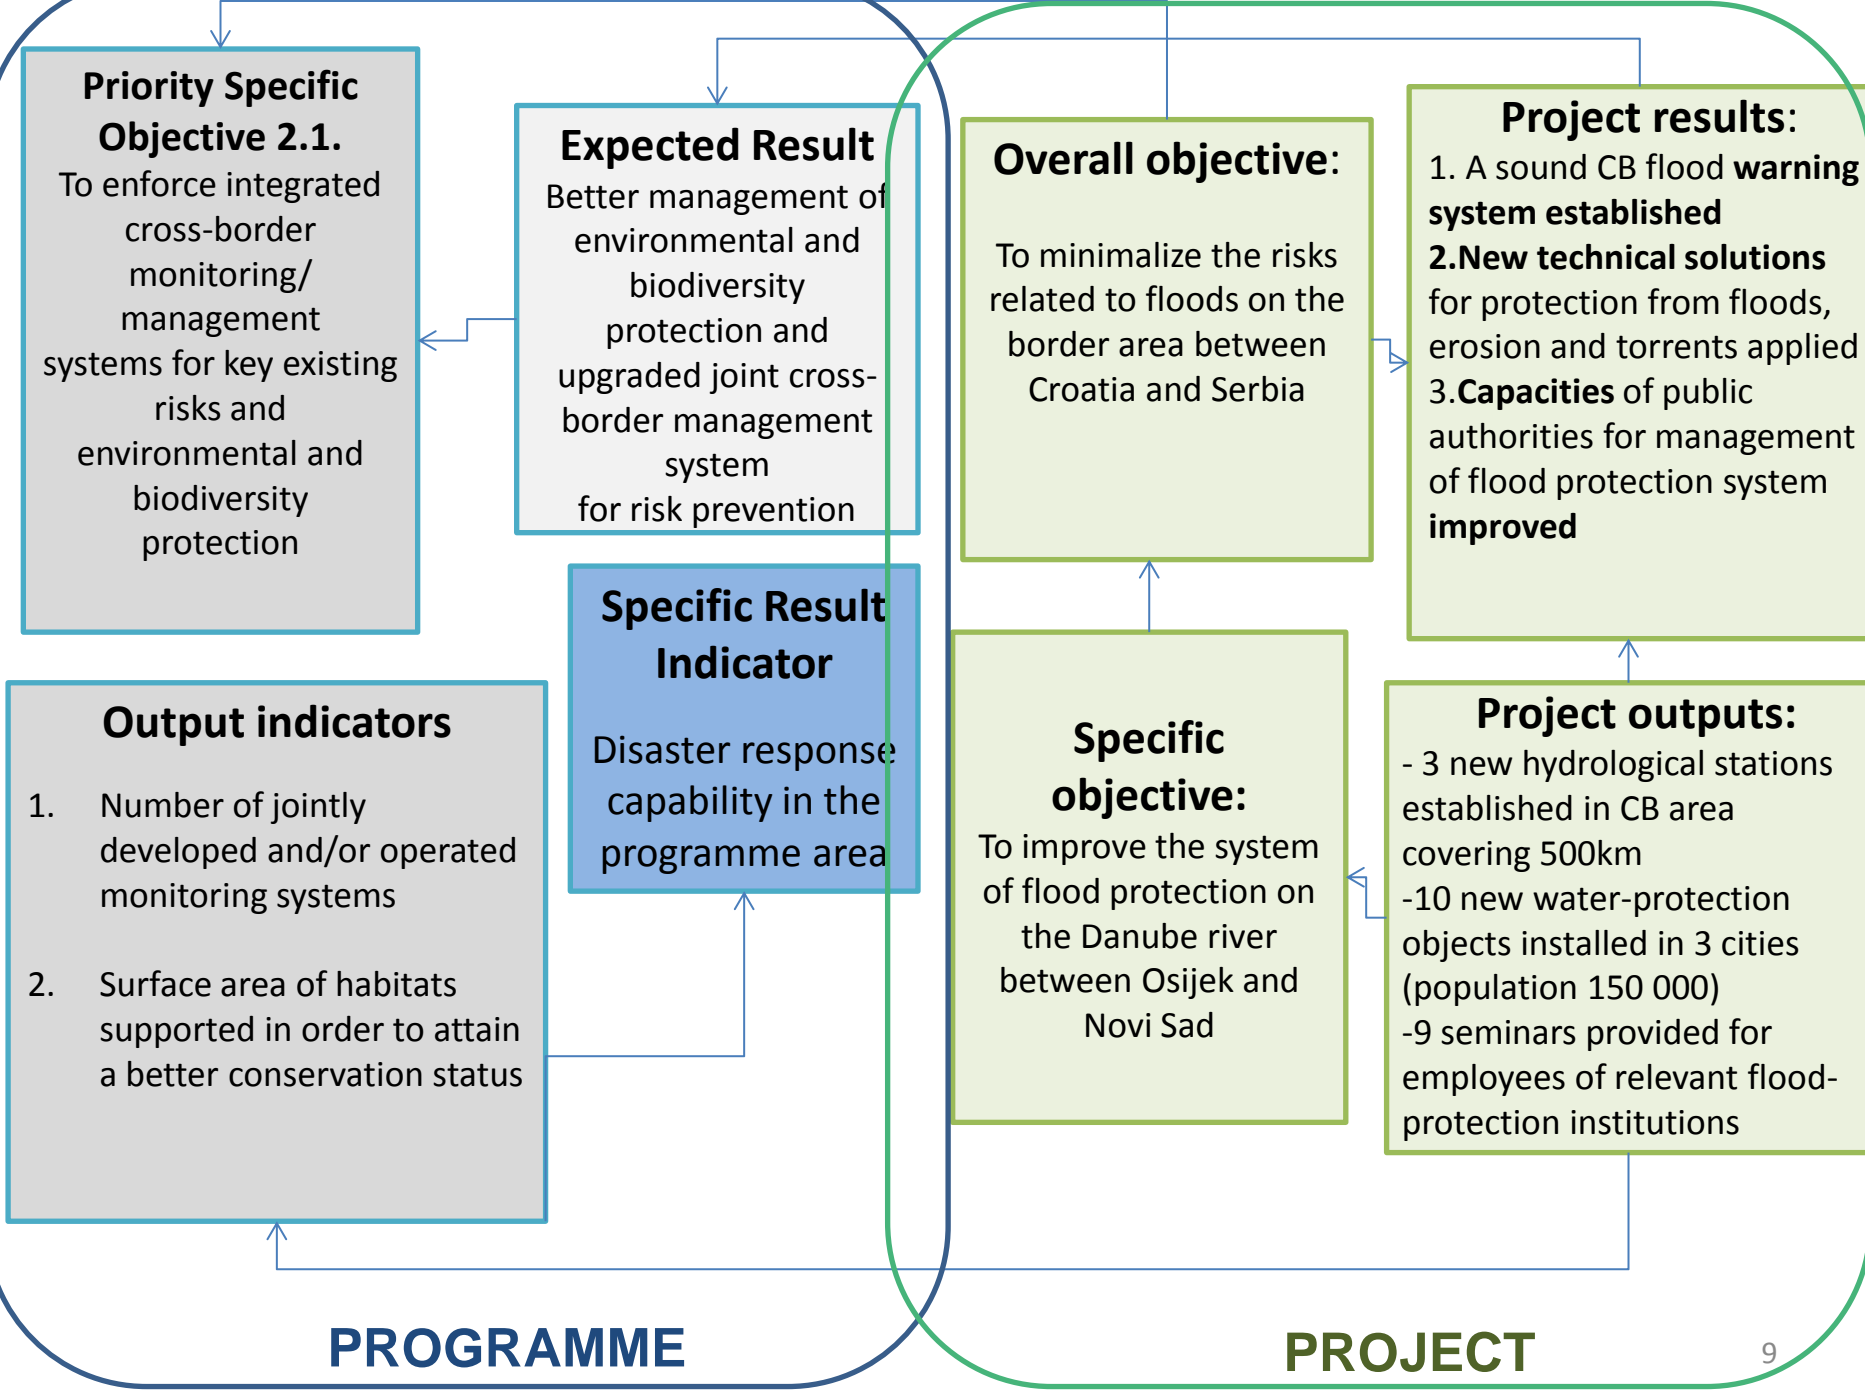 Priority Specific
Objective 2.1.
To enforce integrated
cross-border
monitoring/
management
systems for key existing
risks and
environmental and
biodiversity
protection
Expected Result
Better management of
environmental and
biodiversity
protection and
upgraded joint cross-
border management
system
for risk prevention
Specific Result
Indicator
Disaster response
capability in the
programme area
Output indicators
1. Number of jointly
developed and/or operated
monitoring systems
2. Surface area of habitats
supported in order to attain
a better conservation status
PROGRAMME
Overall objective:
To minimalize the risks
related to floods on the
border area between
Croatia and Serbia
Project results:
1. A sound CB flood warning
system established
2.New technical solutions
for protection from floods,
erosion and torrents applied
3.Capacities of public
authorities for management
of flood protection system
improved
Specific
objective:
To improve the system
of flood protection on
the Danube river
between Osijek and
Novi Sad
Project outputs:
- 3 new hydrological stations
established in CB area
covering 500km
-10 new water-protection
objects installed in 3 cities
(population 150 000)
-9 seminars provided for
employees of relevant flood-
protection institutions
PROJECT
9